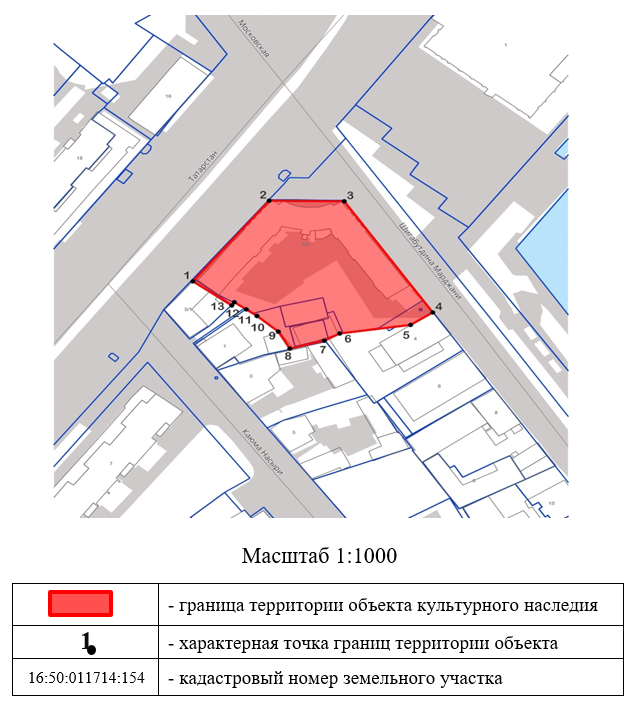 Московская
Татарстан
2
3
Шигабутдина Марджани
1
4
13
12
11
10
9
5
6
7
8
Каюма Насыри
Масштаб 1:1000
- граница территории объекта культурного наследия
1
- характерная точка границ территории объекта
16:50:011714:154
- кадастровый номер земельного участка